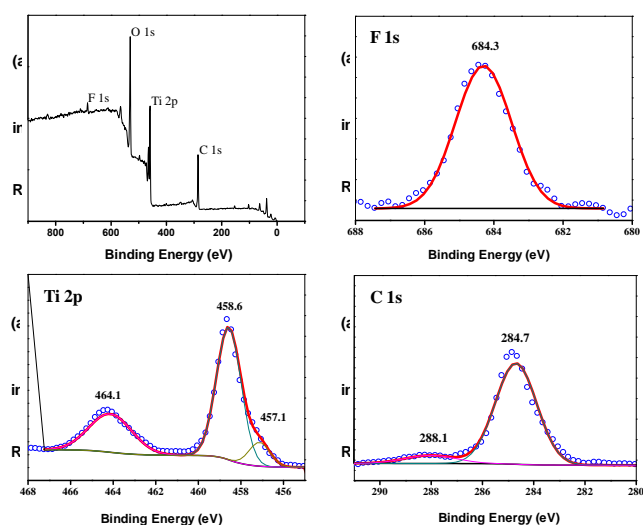 O 1s
F 1s
Ti 2p
C 1s
800
600
400
200
0
Binding Energy (eV)
F 1s
684.3
688
686
684
682
680
Binding Energy (eV)
Ti 2p
458.6
464.1
457.1
468
466
464
462
460
458
456
Binding Energy (eV)
C 1s
284.7
288.1
290
288
286
284
282
280
Binding Energy (eV)